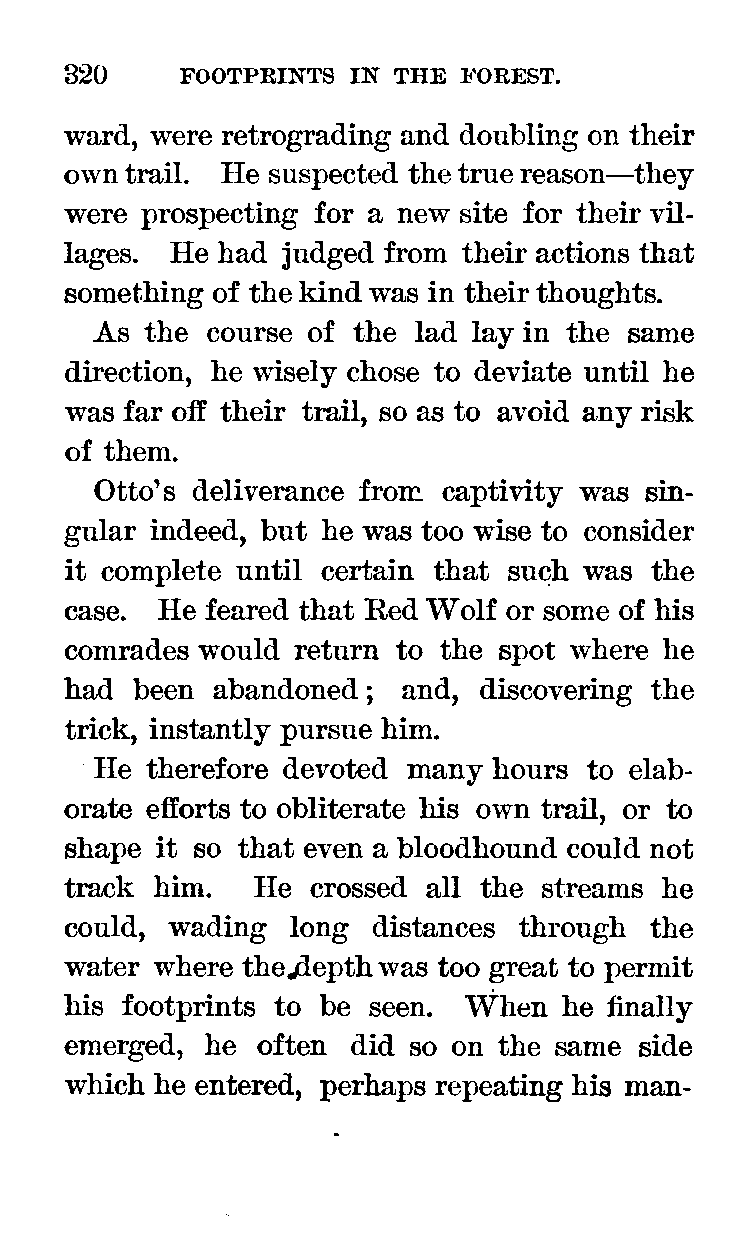 320 FOOTPRINTS IN THE FOREST.
ward, were retrograding and doubling on their
own trail. He suspected the true reason—they
were prospecting for a new site for their vil-
lages. He had judged from their actions that
something of the kind was in their thoughts.
As the course of the lad lay in the same
direction, he wisely chose to deviate until he
was far off their trail, so as to avoid any risk
of them.
Otto's deliverance from captivity was sin-
gular indeed, but he was too wise to consider
it complete until certain that such was the
case. He feared that Red Wolf or some of his
comrades would return to the spot where he
had been abandoned; and, discovering the
trick, instantly pursue him.
He therefore devoted many hours to elab-
orate efforts to obliterate his own trail, or to
shape it so that even a bloodhound could not
track him. He crossed all the streams he
could, wading long distances through the
water where the depth was too great to permit
his footprints to be seen. When he finally
emerged, he often did so on the same side
which he entered, perhaps repeating his man-